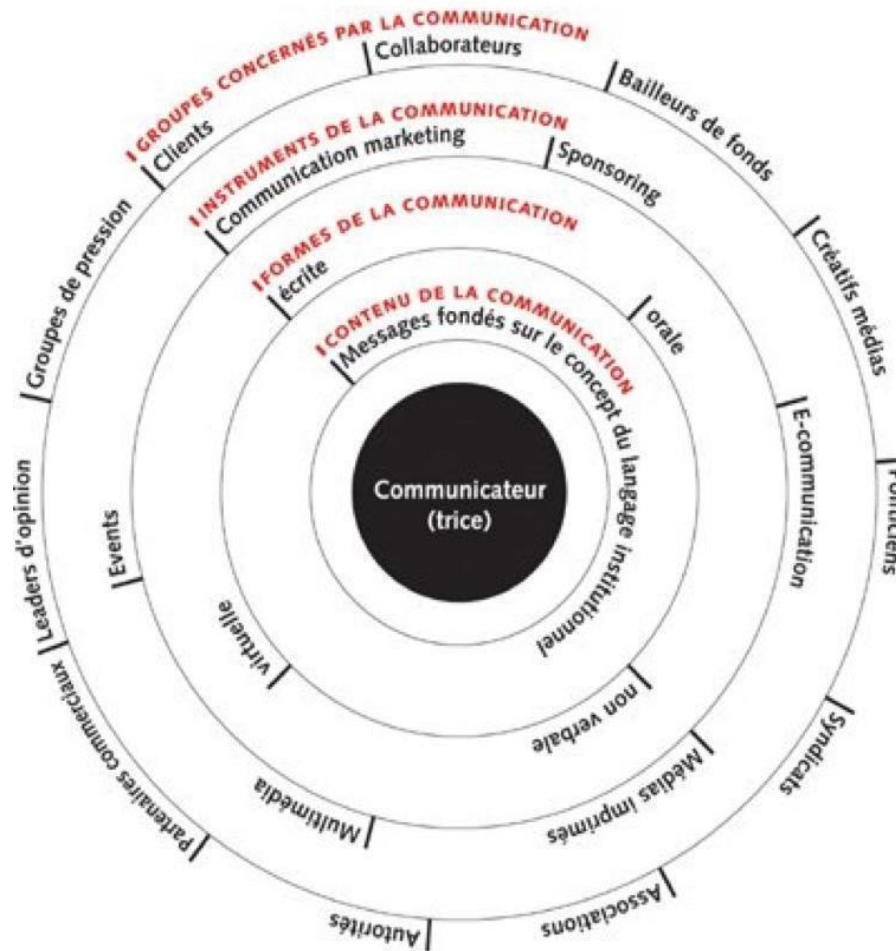 GROUPES CONCERNÉS PAR LA COMMUNICATION
Clients
Collaborateurs
Bailleurs de fonds
Créatifs médias
Politiciens
Syndicats
Associations
Autorités
Partenaires commerciaux
Leaders d'opinion
Groupes de pression
INSTRUMENTS DE LA COMMUNICATION
Communication marketing
Sponsoring
E-communication
Médias imprimés
Multimédia
Events
FORMES DE LA COMMUNICATION
écrite
orale
non verbale
virtuelle
CONTENU DE LA COMMUNICATION
Messages fondés sur le concept du langage institutionnel
Communicateur
(trice)